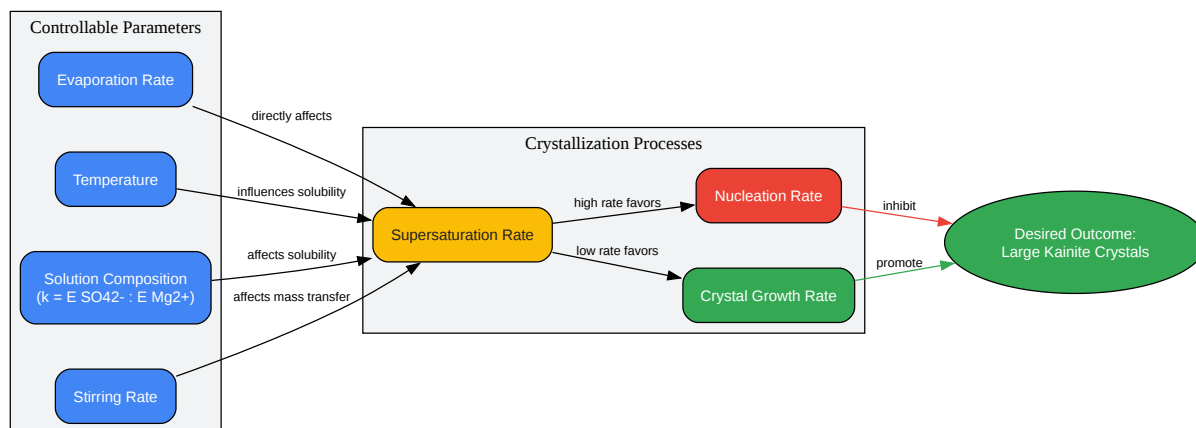 Controllable Parameters
Evaporation Rate
directly affects
Temperature
influences solubility
Solution Composition
(k = E SO42- : E Mg2+)
affects solubility
affects mass transfer
Stirring Rate
Crystallization Processes
Supersaturation Rate
high rate favors
Nucleation Rate
low rate favors
Crystal Growth Rate
inhibit
promote
Desired Outcome:
Large Kainite Crystals